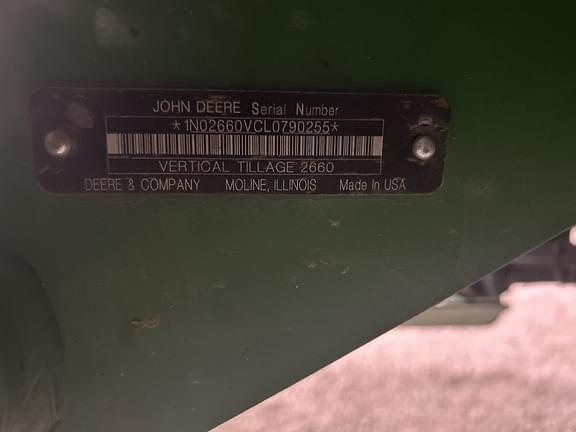 JOHN DEERE Serial Number
*1N02660VCL0790255*
VERTICAL TILLAGE 2660
DEERE & COMPANY MOLINE, ILLINOIS Made In USA